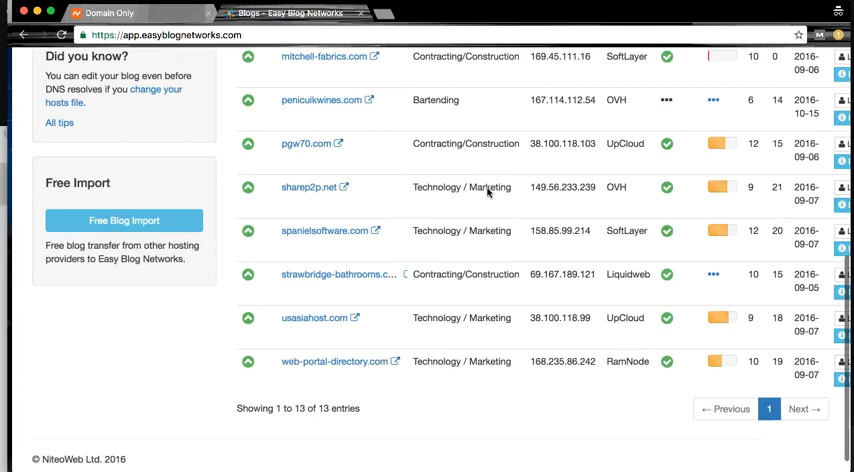 Domain Only
Blogs - Easy Blog Networks
https://app.easyblognetworks.com
Did you know?
You can edit your blog even before
DNS resolves if you change your
hosts file.
All tips
Free Import
Free Blog Import
Free blog transfer from other hosting
providers to Easy Blog Networks.
mitchell-fabrics.com Contracting/Construction 169.45.111.16 SoftLayer 10 0 2016-
09-06
penicuikwines.com Bartending 167.114.112.54 OVH 6 14 2016-
10-15
pgw70.com Contracting/Construction 38.100.118.103 UpCloud 12 15 2016-
09-06
sharep2p.net Technology / Marketing 149.56.233.239 OVH 9 21 2016-
09-07
spanielsoftware.com Technology / Marketing 158.85.99.214 SoftLayer 12 20 2016-
09-07
strawbridge-bathrooms.c... Contracting/Construction 69.167.189.121 Liquidweb 10 15 2016-
09-05
usasiahost.com Technology / Marketing 38.100.118.99 UpCloud 9 18 2016-
09-07
web-portal-directory.com Technology / Marketing 168.235.86.242 RamNode 10 19 2016-
09-07
Showing 1 to 13 of 13 entries
← Previous 1 Next →
© NiteoWeb Ltd. 2016